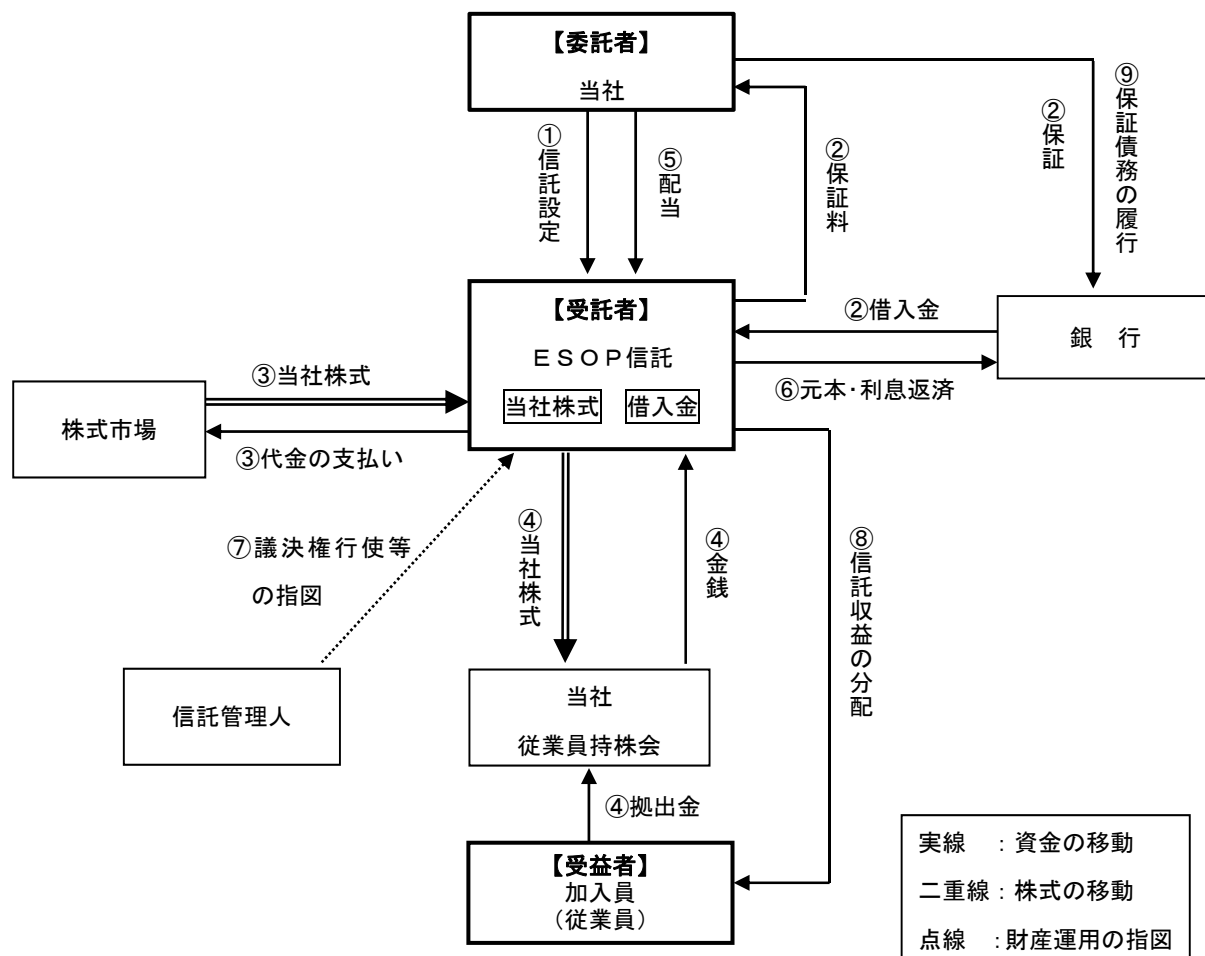 【委託者】
当社
①信託設定
⑤配当
②保証料
②保証
⑨保証債務の履行
【受託者】
ESOP信託
当社株式
借入金
②借入金
⑥元本・利息返済
銀 行
③当社株式
③代金の支払い
株式市場
⑦議決権行使等
の指図
信託管理人
④当社株式
④金銭
⑧信託収益の分配
当社
従業員持株会
④拠出金
【受益者】
加入員
(従業員)
実線 :資金の移動
二重線:株式の移動
点線 :財産運用の指図